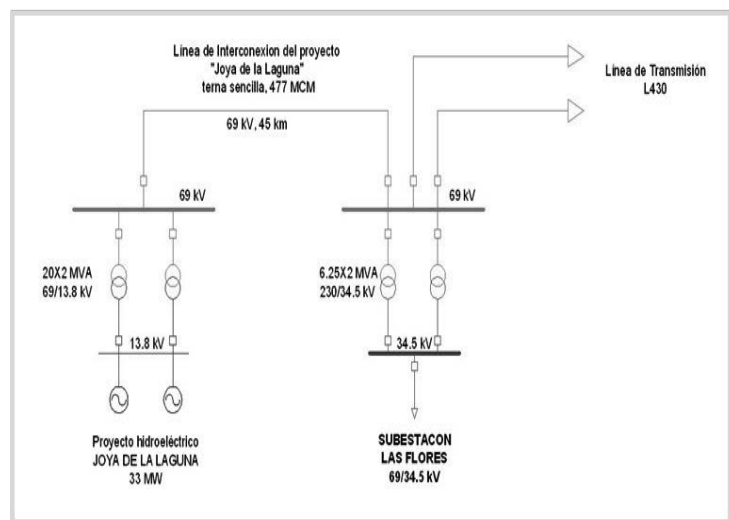 Línea de Interconexion del proyecto
"Joya de la Laguna"
terna sencilla, 477 MCM
69 kV, 45 km
Línea de Transmisión
L430
69 kV
69 kV
20X2 MVA
69/13.8 kV
6.25X2 MVA
230/34.5 kV
13.8 kV
34.5 kV
Proyecto hidroeléctrico
JOYA DE LA LAGUNA
33 MW
SUBESTACON
LAS FLORES
69/34.5 kV